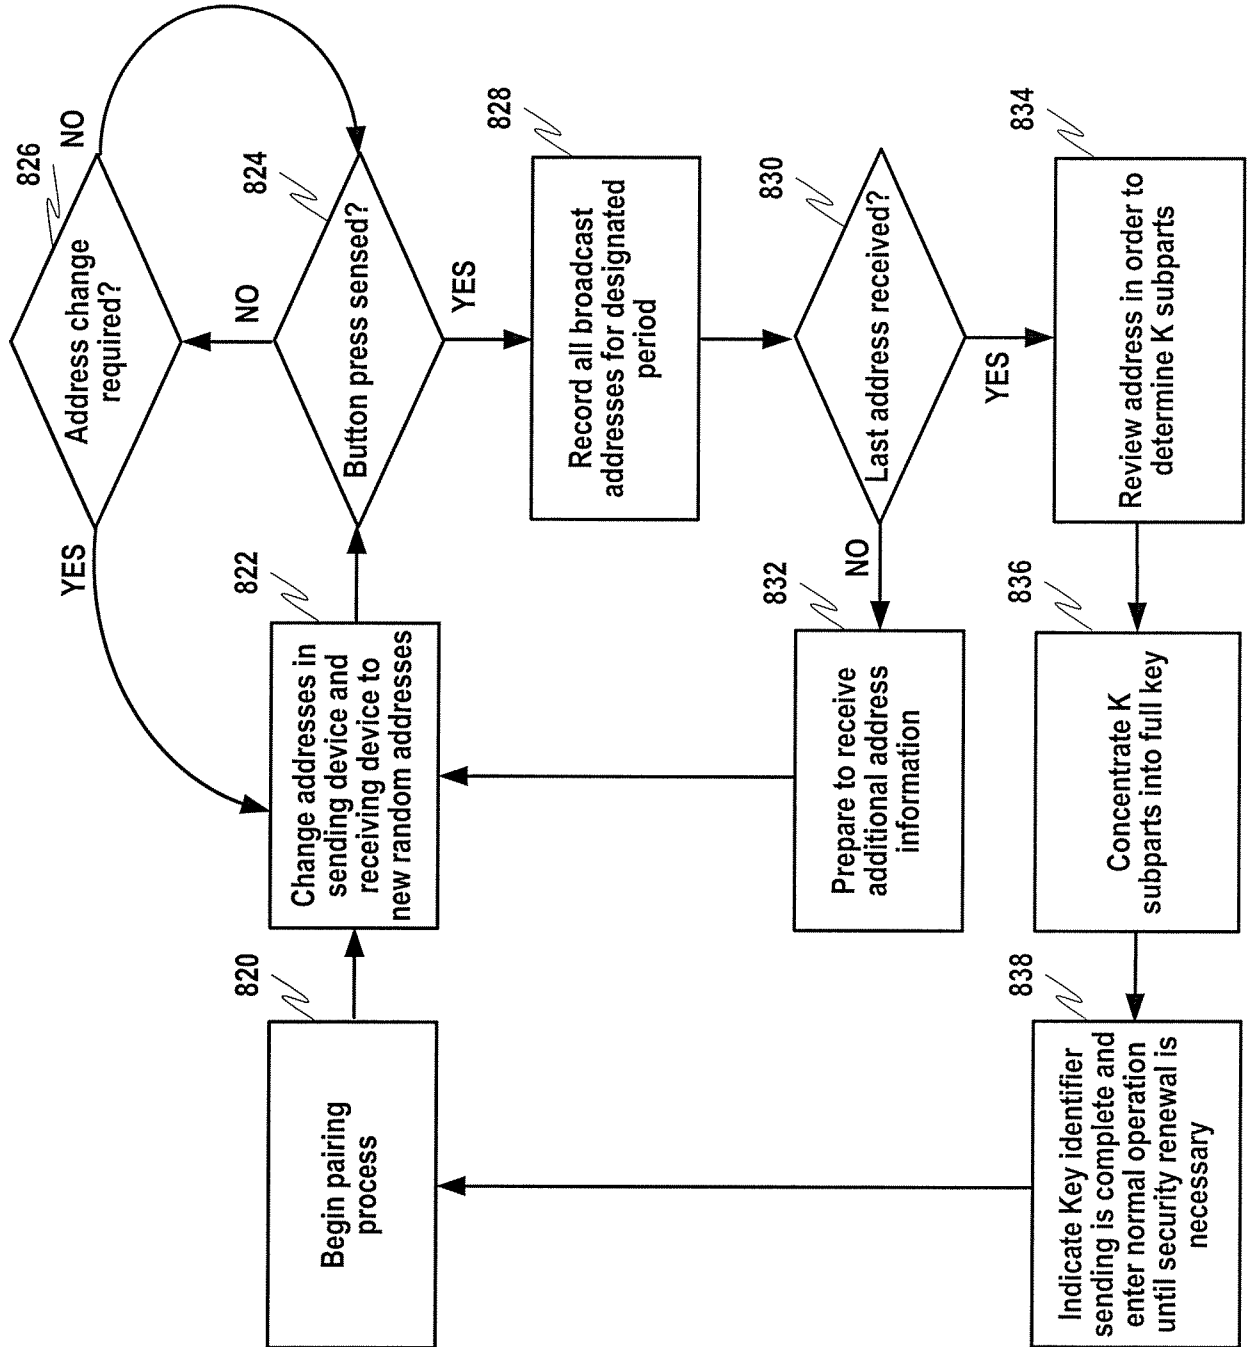 820
Begin pairing
process
822
Change addresses in
sending device and
receiving device to
new random addresses
824
Button press sensed?
NO
YES
826
Address change
required?
YES
NO
828
Record all broadcast
addresses for designated
period
830
Last address received?
NO
YES
832
Prepare to receive
additional address
information
834
Review address in order to
determine K subparts
836
Concentrate K
subparts into full key
838
Indicate Key identifier
sending is complete and
enter normal operation
until security renewal is
necessary